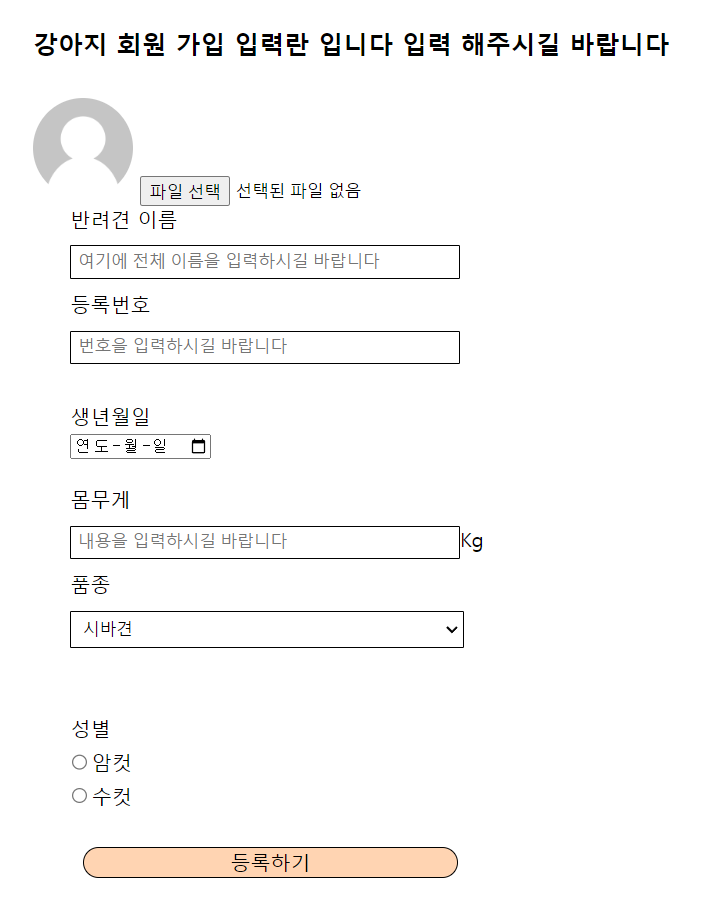 강아지 회원 가입 입력란 입니다 입력 해주시길 바랍니다
파일 선택 선택된 파일 없음
반려견 이름
여기에 전체 이름을 입력하시길 바랍니다
등록번호
번호을 입력하시길 바랍니다
생년월일
연도-월-일
몸무게
내용을 입력하시길 바랍니다 Kg
품종
시바견
성별
암컷
수컷
등록하기